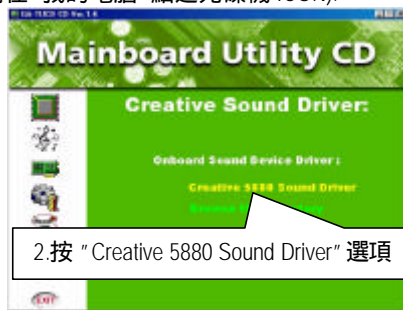 Mainboard Utility CD
Creative Sound Driver:
Onboard Sound Device Driver :
Creative 5880 Sound Driver
2.按 "Creative 5880 Sound Driver" 選項
EXIT